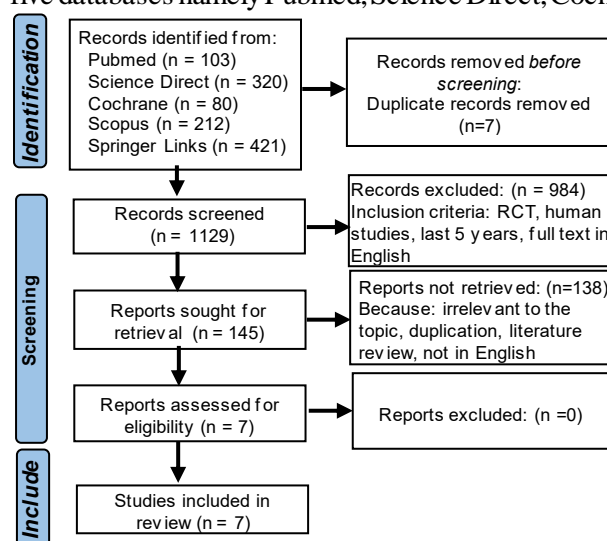 five databases namely Pubmed, Science Direct, Coch
Identification
Records identified from:
Pubmed (n = 103)
Science Direct (n = 320)
Cochrane (n = 80)
Scopus (n = 212)
Springer Links (n = 421)
Records removed before
screening:
Duplicate records removed
(n=7)
Screening
Records screened
(n = 1129)
Records excluded: (n = 984)
Inclusion criteria: RCT, human
studies, last 5 years, full text in
English
Reports sought for
retrieval (n = 145)
Reports not retrieved: (n=138)
Because: irrelevant to the
topic, duplication, literature
review, not in English
Reports assessed for
eligibility (n = 7)
Reports excluded: (n =0)
Include
Studies included in
review (n = 7)